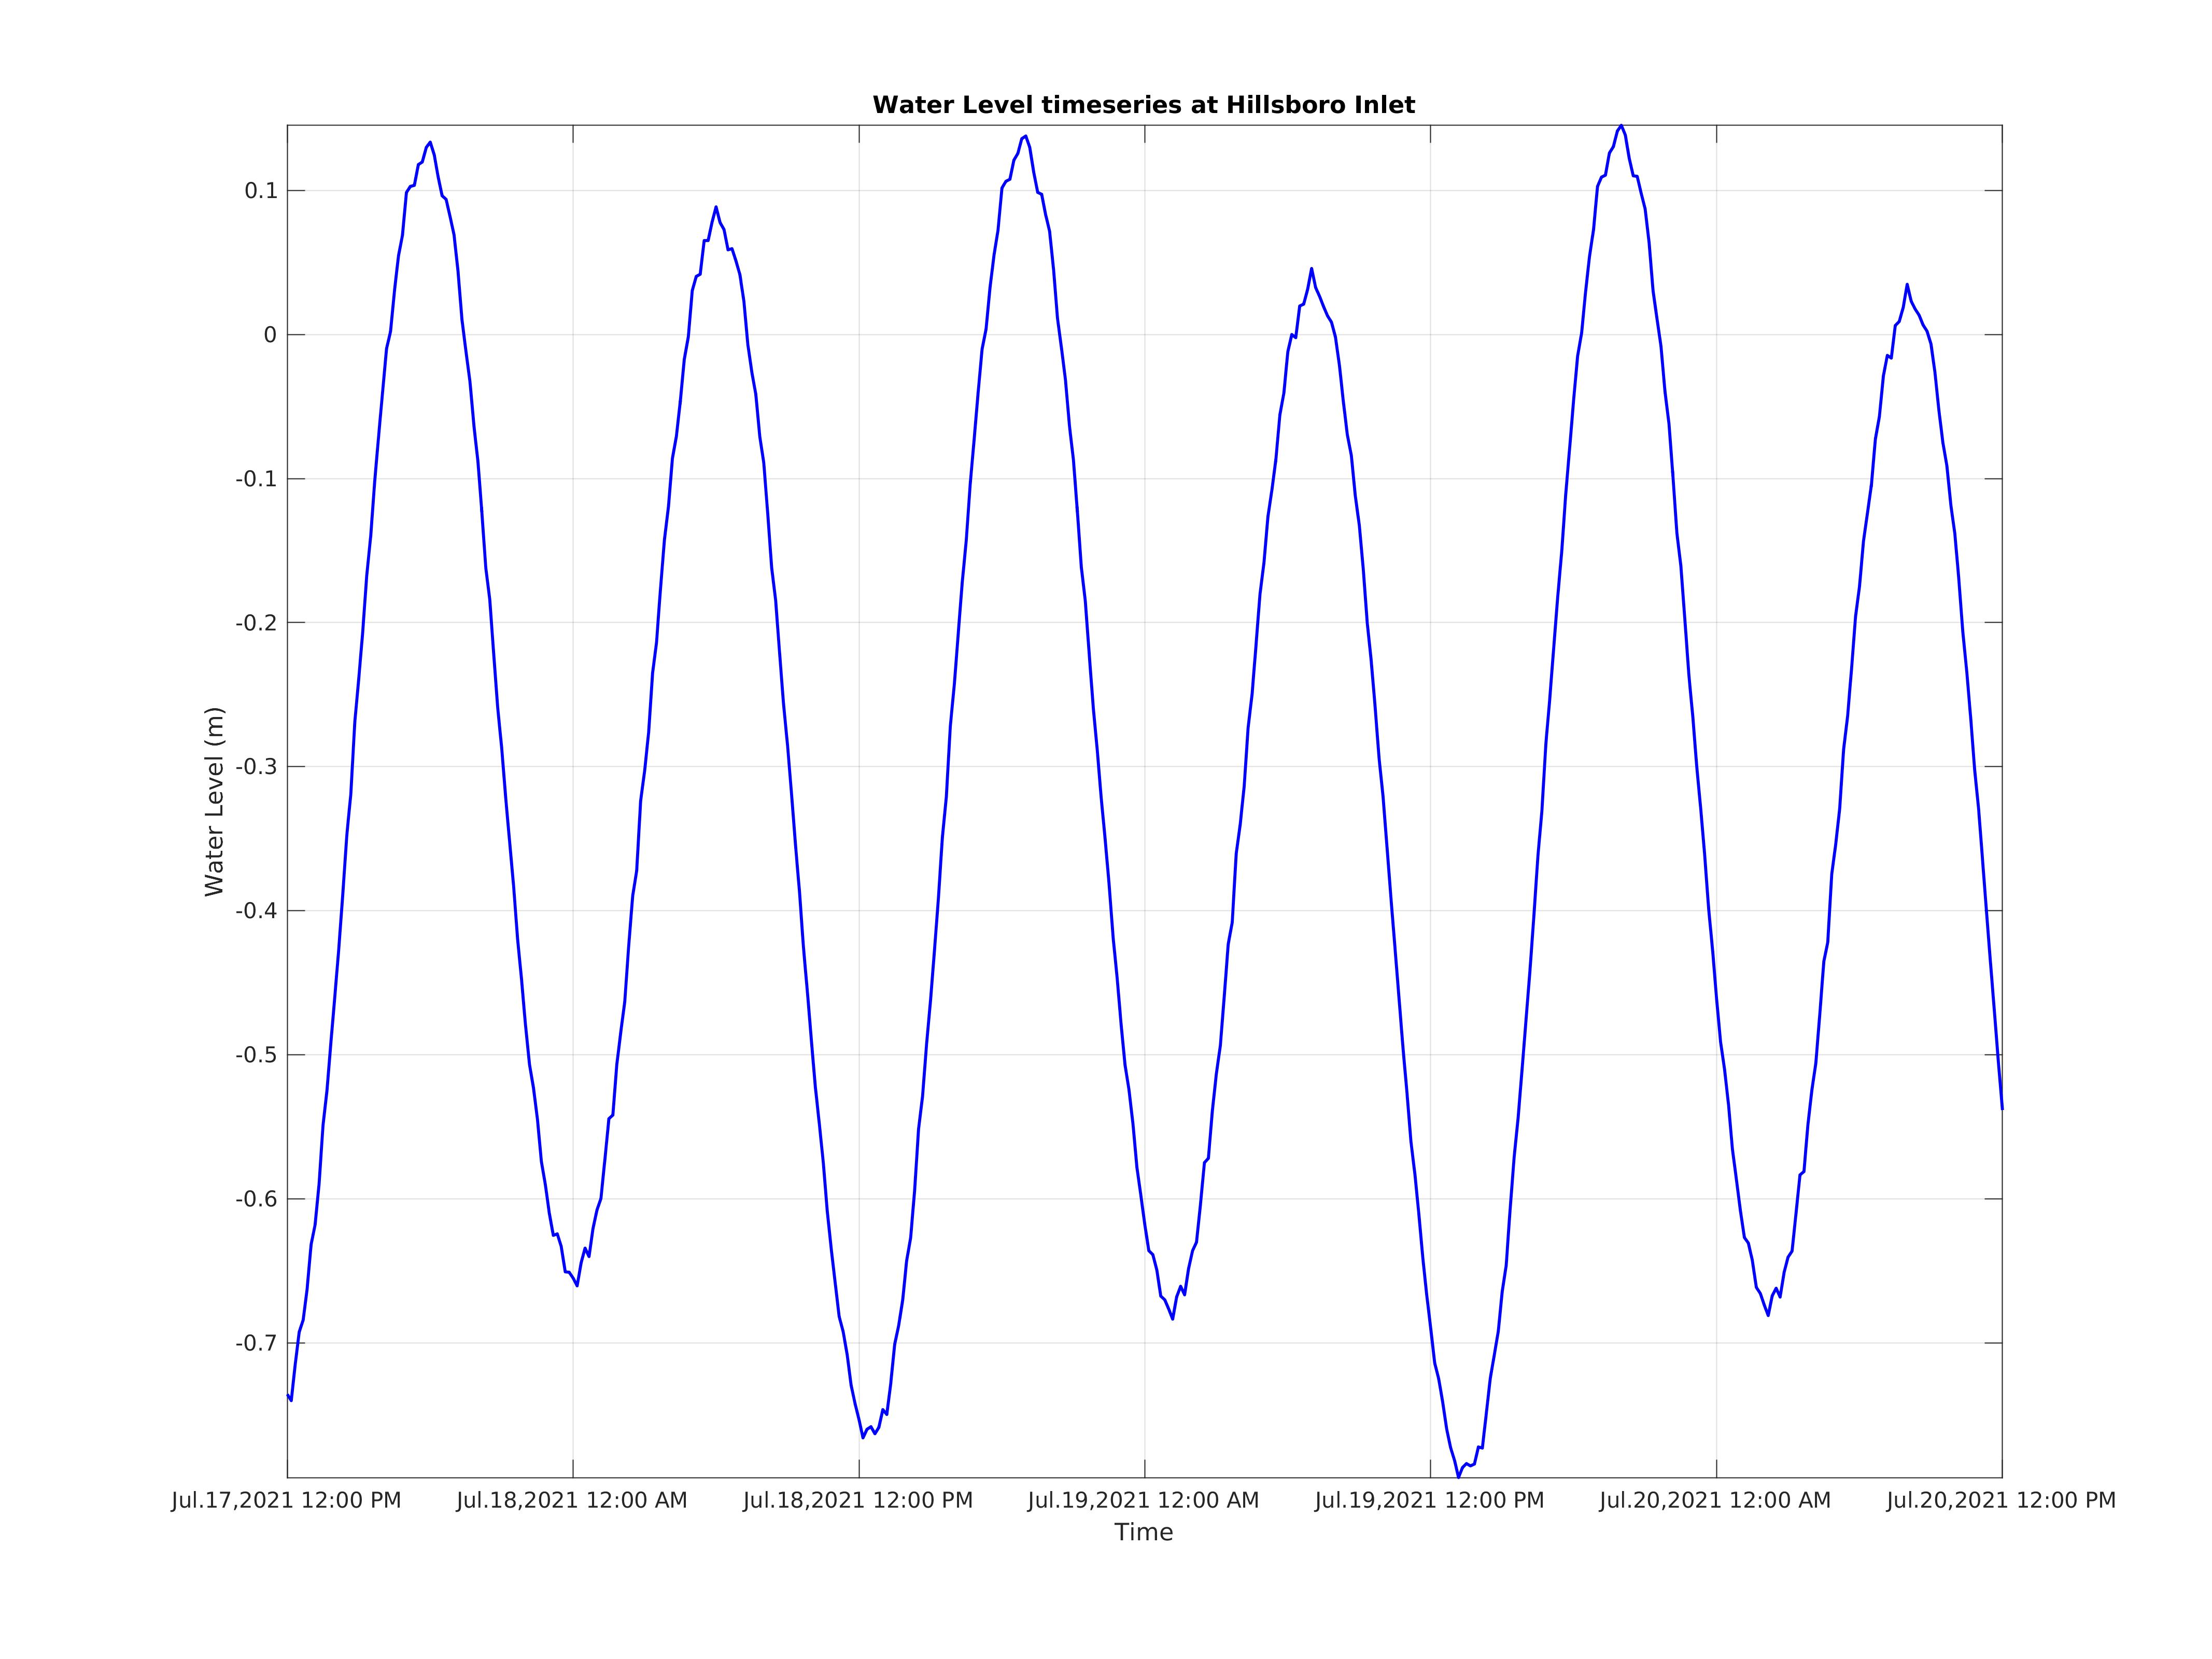 Water Level timeseries at Hillsboro Inlet
0.1
0
-0.1
-0.2
-0.3
-0.4
-0.5
-0.6
-0.7
Water Level (m)
Jul.17,2021 12:00 PM
Jul.18,2021 12:00 AM
Jul.18,2021 12:00 PM
Jul.19,2021 12:00 AM
Jul.19,2021 12:00 PM
Jul.20,2021 12:00 AM
Jul.20,2021 12:00 PM
Time